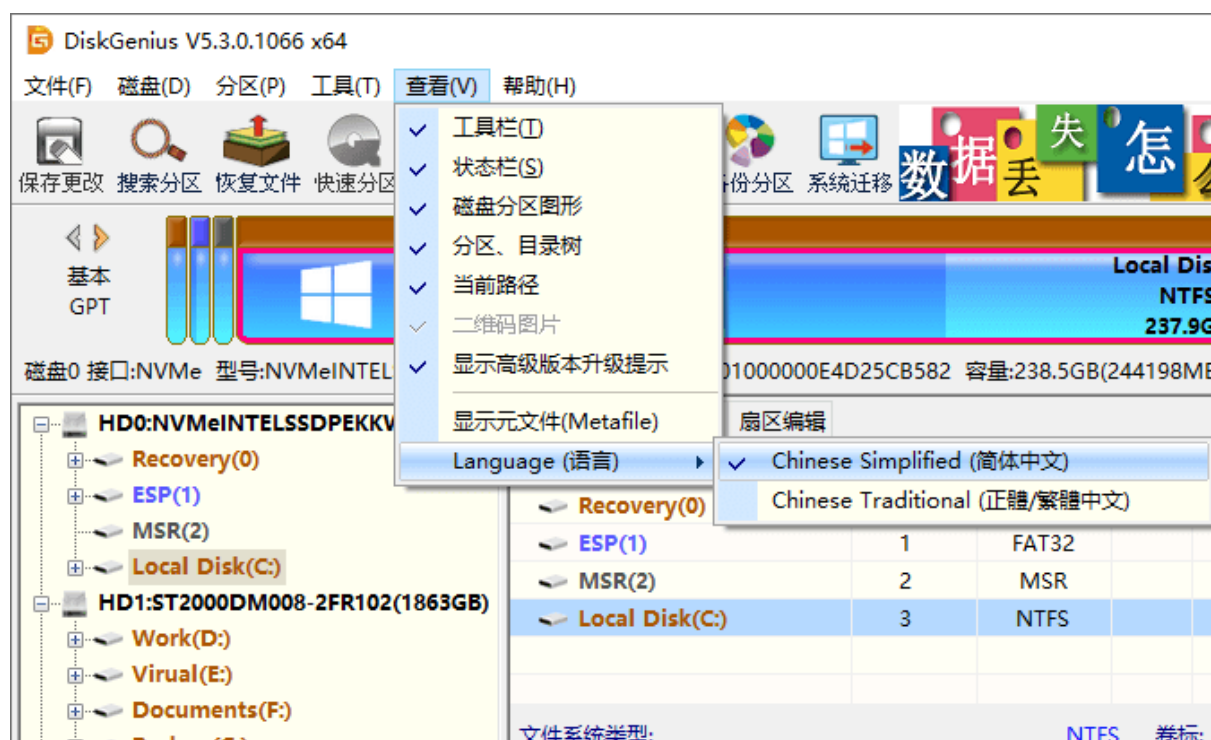 DiskGenius V5.3.0.1066 x64
文件(F) 磁盘(D) 分区(P) 工具(T) 查看(V) 帮助(H)
保存更改 搜索分区 恢复文件 快速分区 份分区 系统迁移 数据丢失怎
工具栏(T)
状态栏(S)
磁盘分区图形
分区、目录树
当前路径
二维码图片
显示高级版本升级提示
显示元文件(Metafile)
Language (语言)
Chinese Simplified (简体中文)
Chinese Traditional (正體/繁體中文)
基本
GPT
Local Dis
NTFS
237.9G
磁盘0 接口:NVMe 型号:NVMeINTEL 01000000E4D25CB582 容量:238.5GB(244198MB
扇区编辑
HD0:NVMeINTELSSDPEKKV
Recovery(0)
ESP(1)
MSR(2)
Local Disk(C:)
HD1:ST2000DM008-2FR102(1863GB)
Work(D:)
Virual(E:)
Documents(F:)
Recovery(0)
ESP(1) 1 FAT32
MSR(2) 2 MSR
Local Disk(C:) 3 NTFS
文件系统类型: NTFS 卷标: